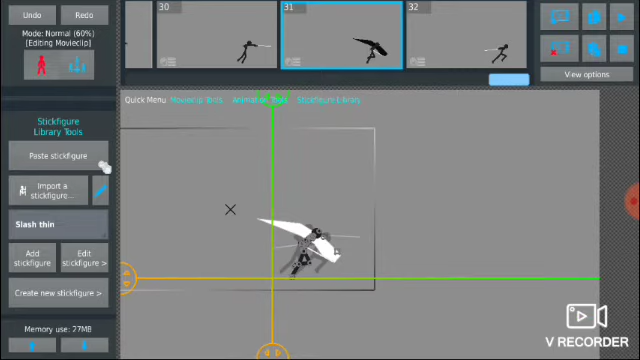 Undo
Redo
Mode: Normal (60%)
[Editing Movieclip]
30
31
32
View options
Quick Menu
Movieclip Tools
Animation Tools
Stickfigure Library
Stickfigure
Library Tools
Paste stickfigure
Import a
stickfigure...
Slash thin
Add
stickfigure
Edit
stickfigure >
Create new stickfigure >
Memory use: 27MB
V RECORDER